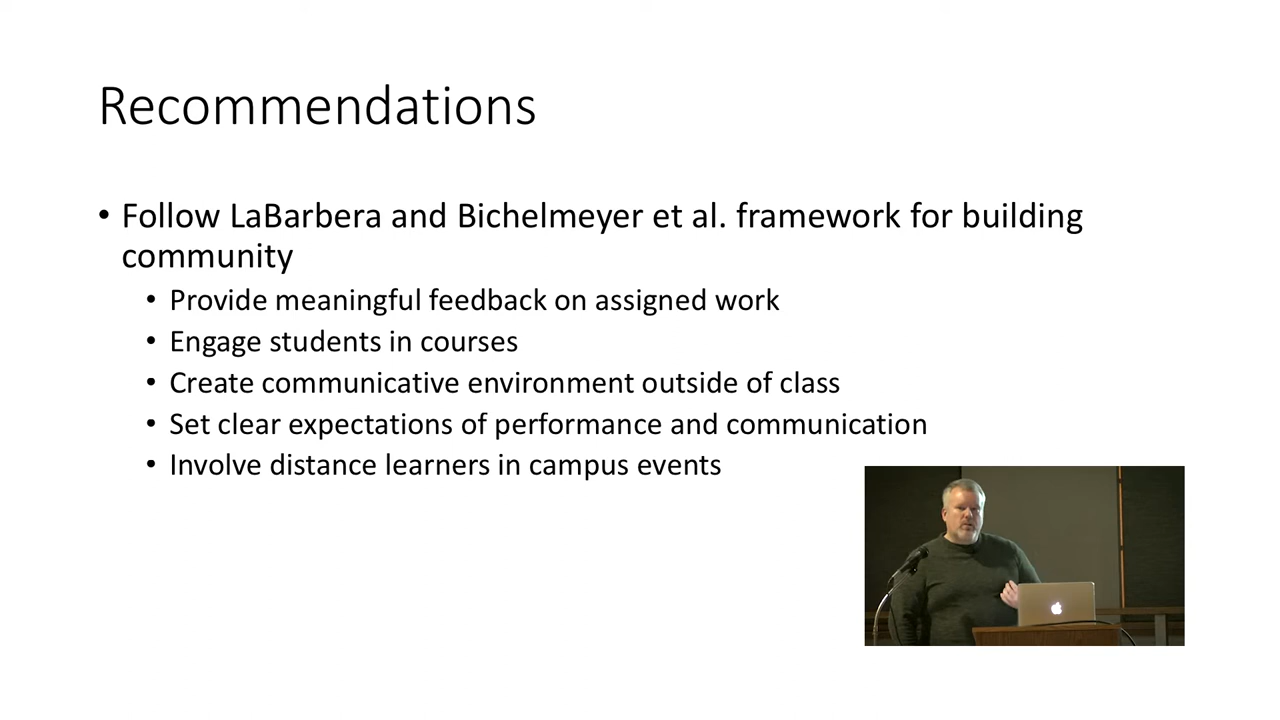 Recommendations
• Follow LaBarbera and Bichelmeyer et al. framework for building
community
• Provide meaningful feedback on assigned work
• Engage students in courses
• Create communicative environment outside of class
• Set clear expectations of performance and communication
• Involve distance learners in campus events